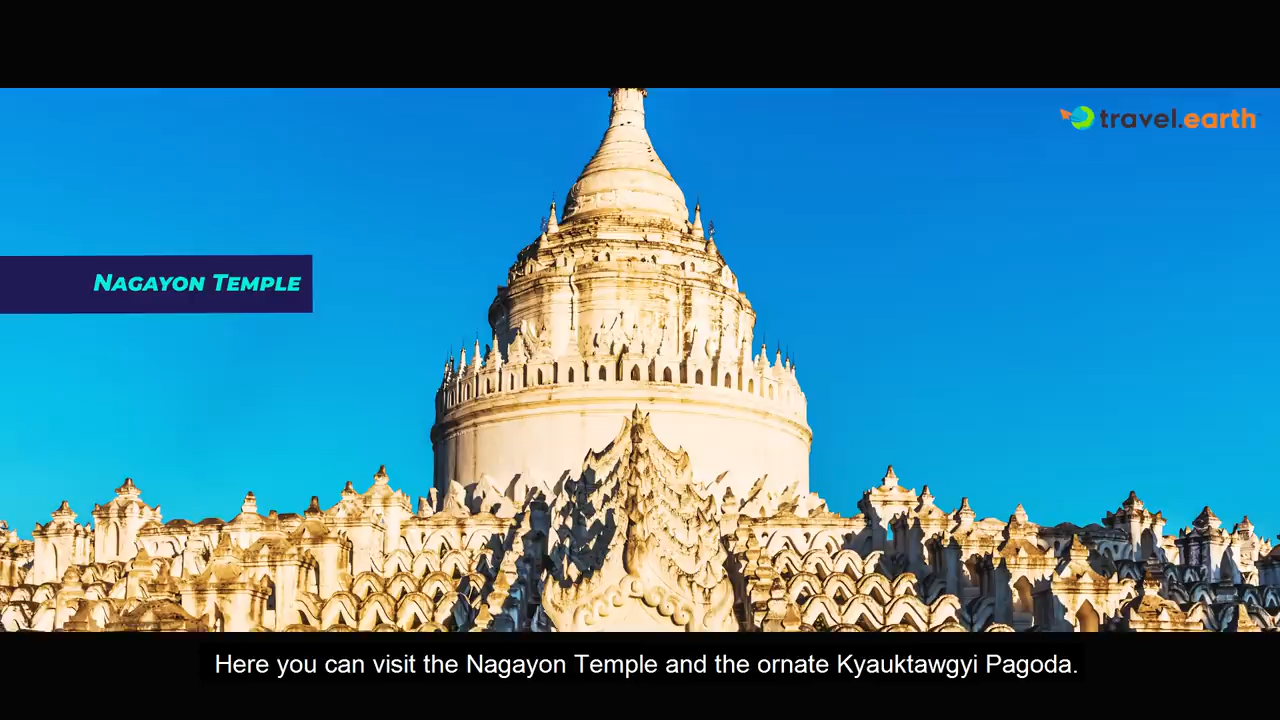 travel.earth
NAGAYON TEMPLE
Here you can visit the Nagayon Temple and the ornate Kyauktawgyi Pagoda.